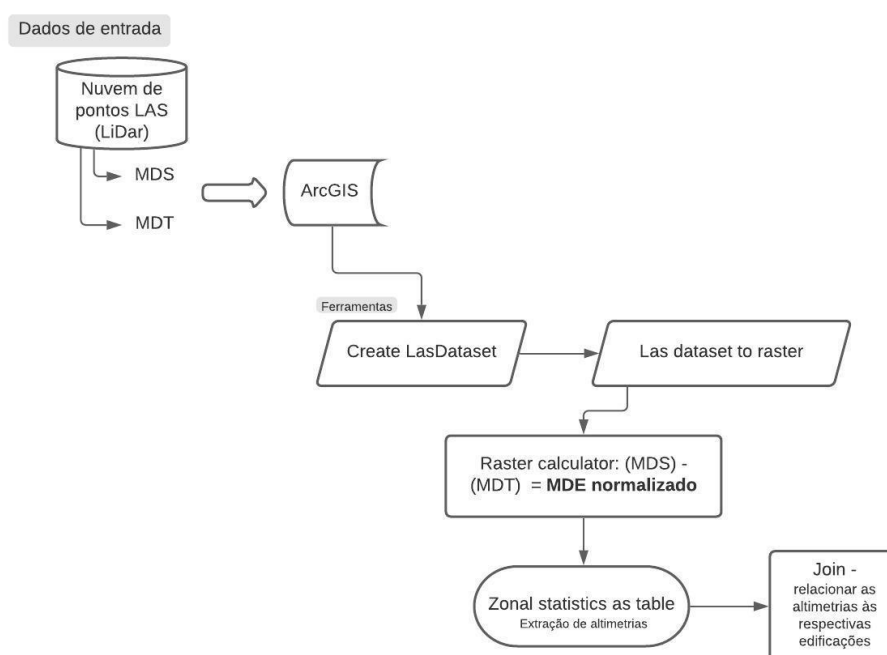 Dados de entrada
Nuvem de
pontos LAS
(LiDar)
MDS
MDT
ArcGIS
Ferramentas
Create LasDataset
Las dataset to raster
Raster calculator: (MDS) -
(MDT) = MDE normalizado
Zonal statistics as table
Extração de altimetrias
Join -
relacionar as
altimetrias às
respectivas
edificações